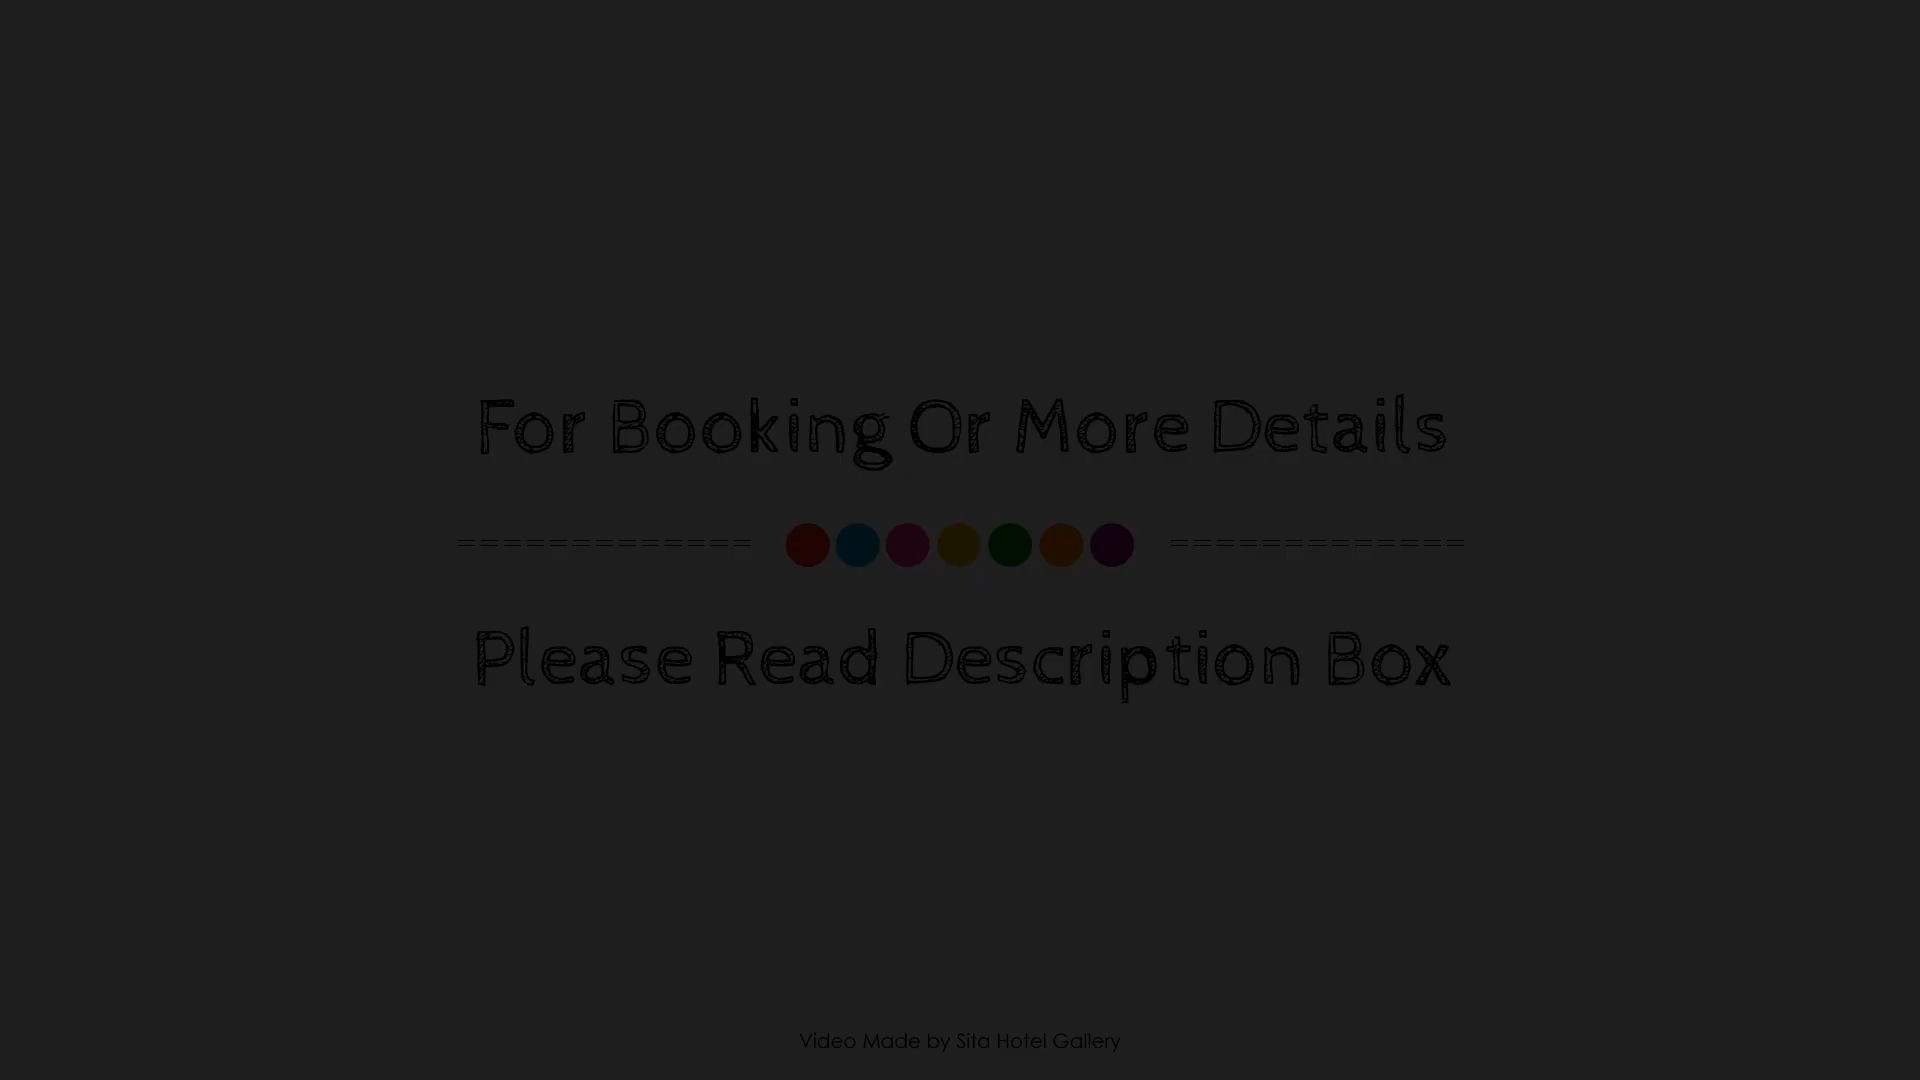 For Booking Or More Details
============= =============
Please Read Description Box
Video Made by Sita Hotel Gallery